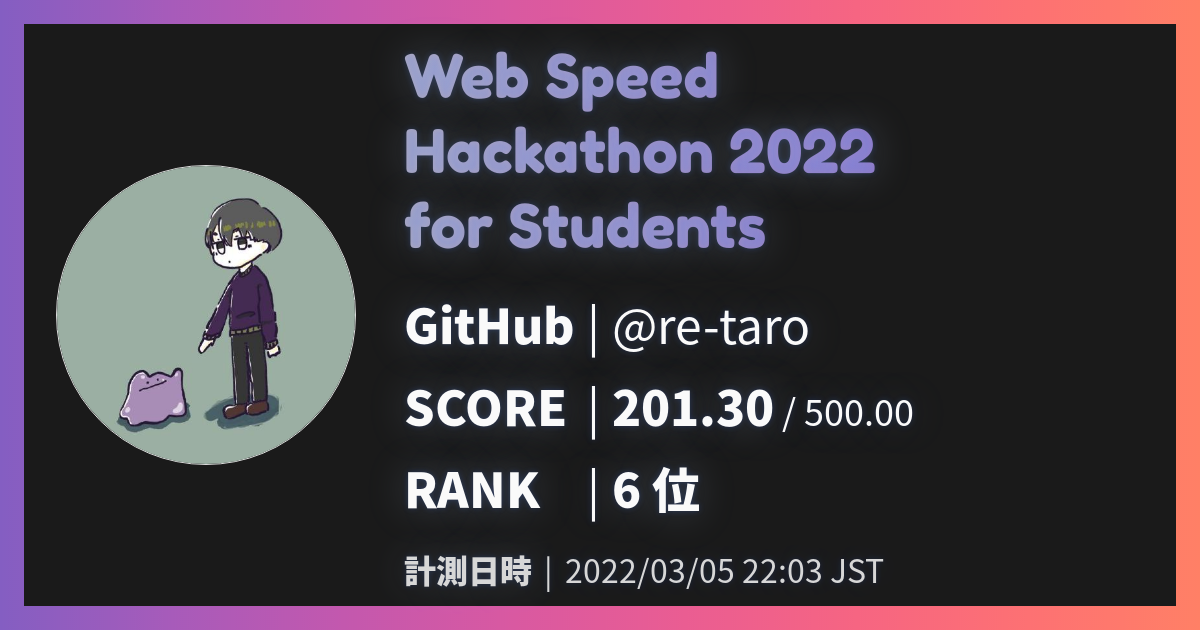 Web Speed
Hackathon 2022
for Students
GitHub | @re-taro
SCORE | 201.30 / 500.00
RANK | 6 位
計測日時 | 2022/03/05 22:03 JST